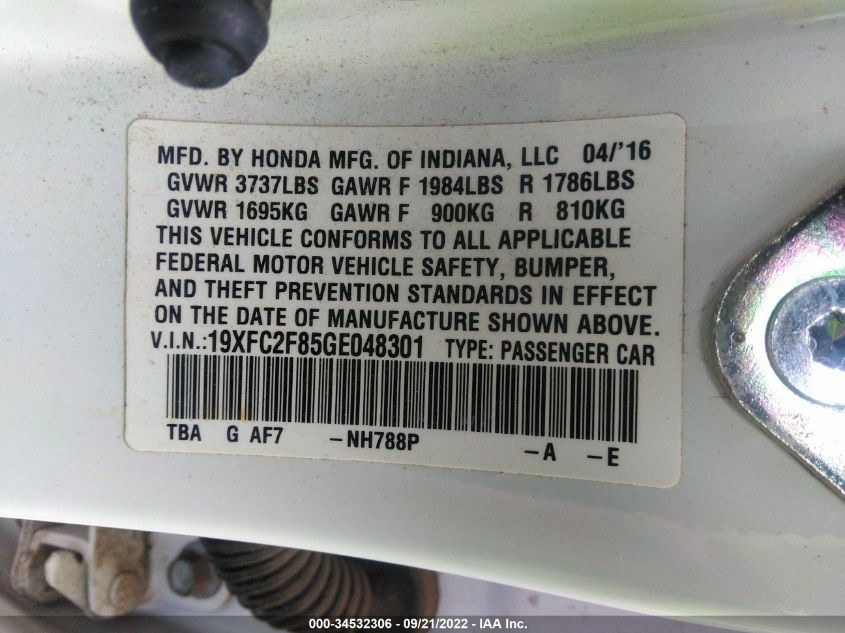 MFD. BY HONDA MFG. OF INDIANA, LLC 04/'16
GVWR 3737LBS GAWR F 1984LBS R 1786LBS
GVWR 1695KG GAWR F 900KG R 810KG
THIS VEHICLE CONFORMS TO ALL APPLICABLE
FEDERAL MOTOR VEHICLE SAFETY, BUMPER,
AND THEFT PREVENTION STANDARDS IN EFFECT
ON THE DATE OF MANUFACTURE SHOWN ABOVE.
V.I.N.:19XFC2F85GE048301 TYPE: PASSENGER CAR
TBA G AF7 -NH788P -A -E
000-34532306 - 09/21/2022 - IAA Inc.